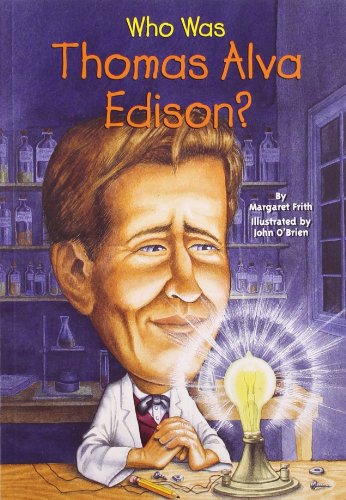 Who Was
Thomas Alva
Edison?
By
Margaret Frith
Illustrated by
John O'Brien